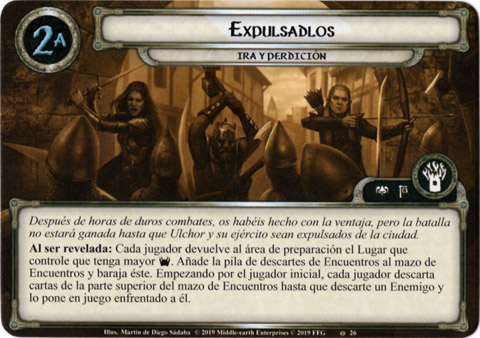 2A
EXPULSADLOS
IRA Y PERDICIÓN
Después de horas de duros combates, os habéis hecho con la ventaja, pero la batalla
no estará ganada hasta que Ulchor y su ejército sean expulsados de la ciudad.
Al ser revelada: Cada jugador devuelve al área de preparación el Lugar que
controle que tenga mayor . Añade la pila de descartes de Encuentros al mazo de
Encuentros y baraja éste. Empezando por el jugador inicial, cada jugador descarta
cartas de la parte superior del mazo de Encuentros hasta que descarte un Enemigo y
lo pone en juego enfrentado a él.
Illus. Martín de Diego Sádaba © 2019 Middle-earth Enterprises © 2019 FFG 26